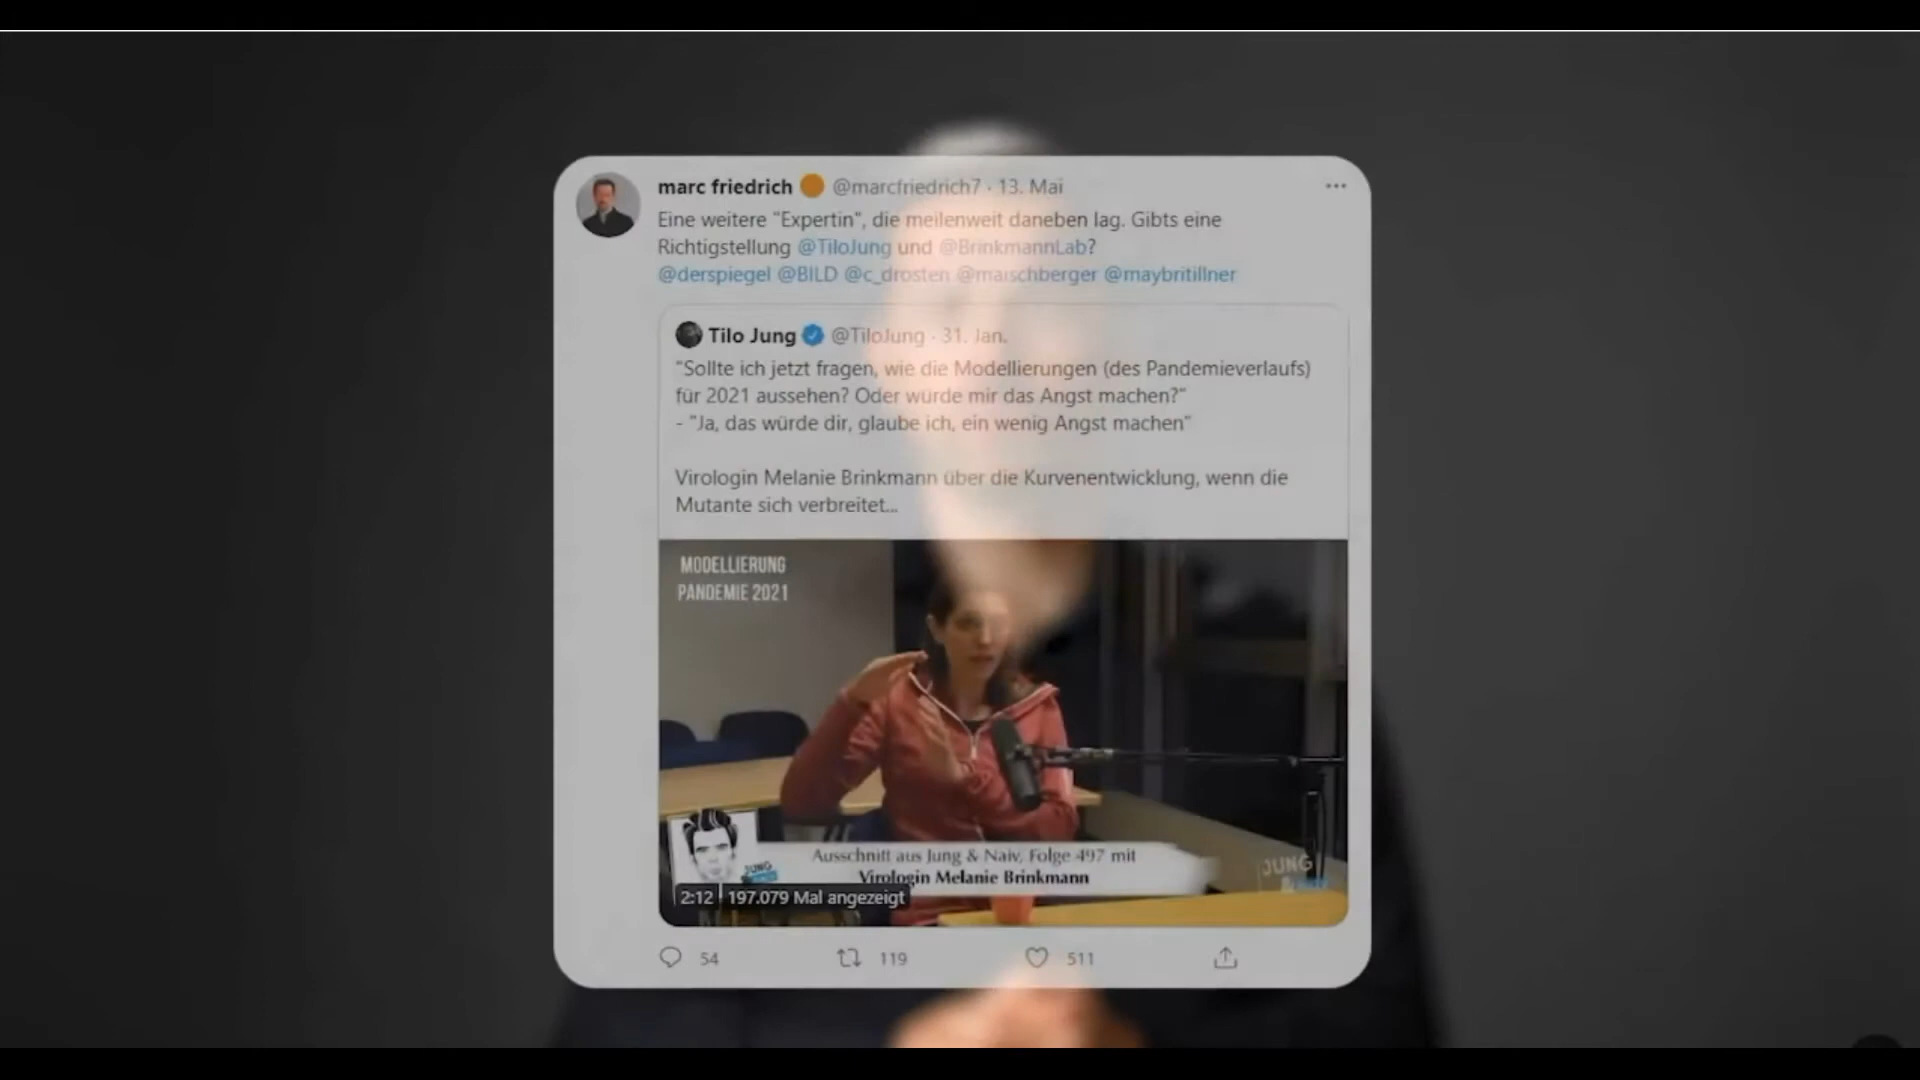 marc friedrich @marcfriedrich7 · 13. Mai
Eine weitere "Expertin", die meilenweit daneben lag. Gibts eine
Richtigstellung @TiloJung und @BrinkmannLab?
@derspiegel @BILD @c_drosten @maischberger @maybritillner
Tilo Jung @TiloJung · 31. Jan.
"Sollte ich jetzt fragen, wie die Modellierungen (des Pandemieverlaufs)
für 2021 aussehen? Oder würde mir das Angst machen?"
- "Ja, das würde dir, glaube ich, ein wenig Angst machen"
Virologin Melanie Brinkmann über die Kurvenentwicklung, wenn die
Mutante sich verbreitet...
MODELLIERUNG
PANDEMIE 2021
Ausschnitt aus Jung & Naiv, Folge 497 mit
Virologin Melanie Brinkmann
JUNG
JUNG
2:12 197.079 Mal angezeigt
54 119 511